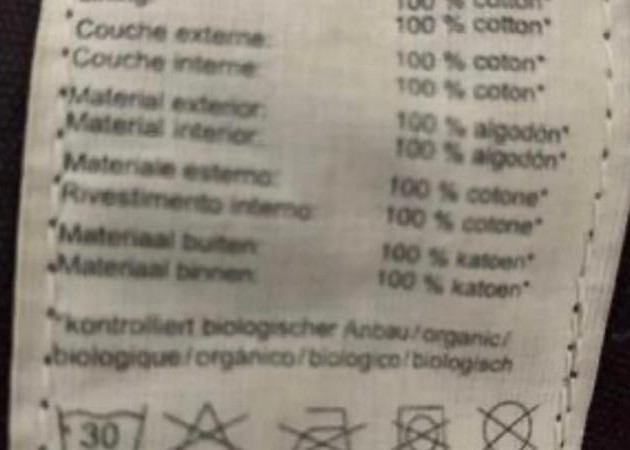 100 % cotton*
100 % cotton*
Couche externe: 100 % coton*
Couche interne: 100 % coton*
Material exterior: 100 % algodón*
Material interior: 100 % algodón*
Materiale esterno: 100 % cotone*
Rivestimento interno: 100 % cotone*
Materiaal buiten: 100 % katoen*
Materiaal binnen: 100 % katoen*
*kontrolliert biologischer Anbau/organic/
biologique/orgánico/biologico/biologisch
30